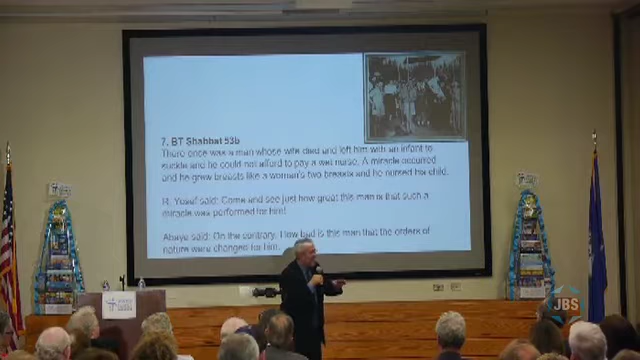 7. BT Shabbat 53b
There once was a man whose wife died and left him with an infant to
suckle and he could not afford to pay a wet nurse. A miracle occurred
and he grew breasts like a woman's two breasts and he nursed his child.
R. Yosef said: Come and see just how great this man is that such a
miracle was performed for him!
Abaye said: On the contrary. How bad is this man that the orders of
nature were changed for him.
JBS